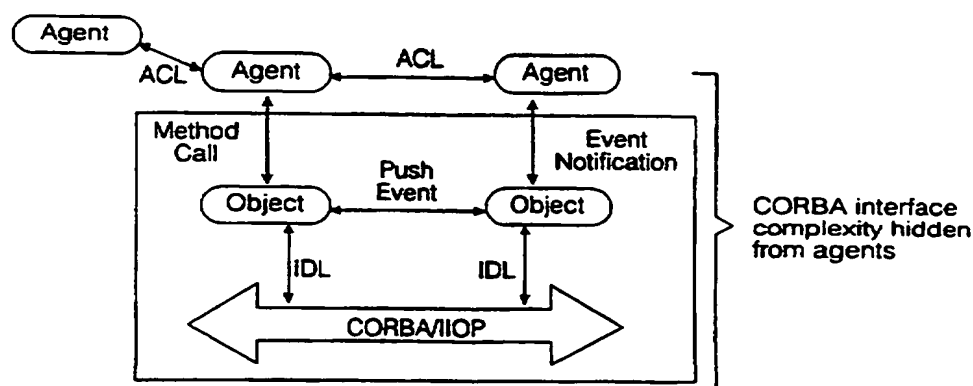 Agent
ACL
Agent
ACL
Agent
Method
Call
Event
Notification
Push
Event
Object
Object
IDL
IDL
CORBA/IIOP
CORBA interface
complexity hidden
from agents